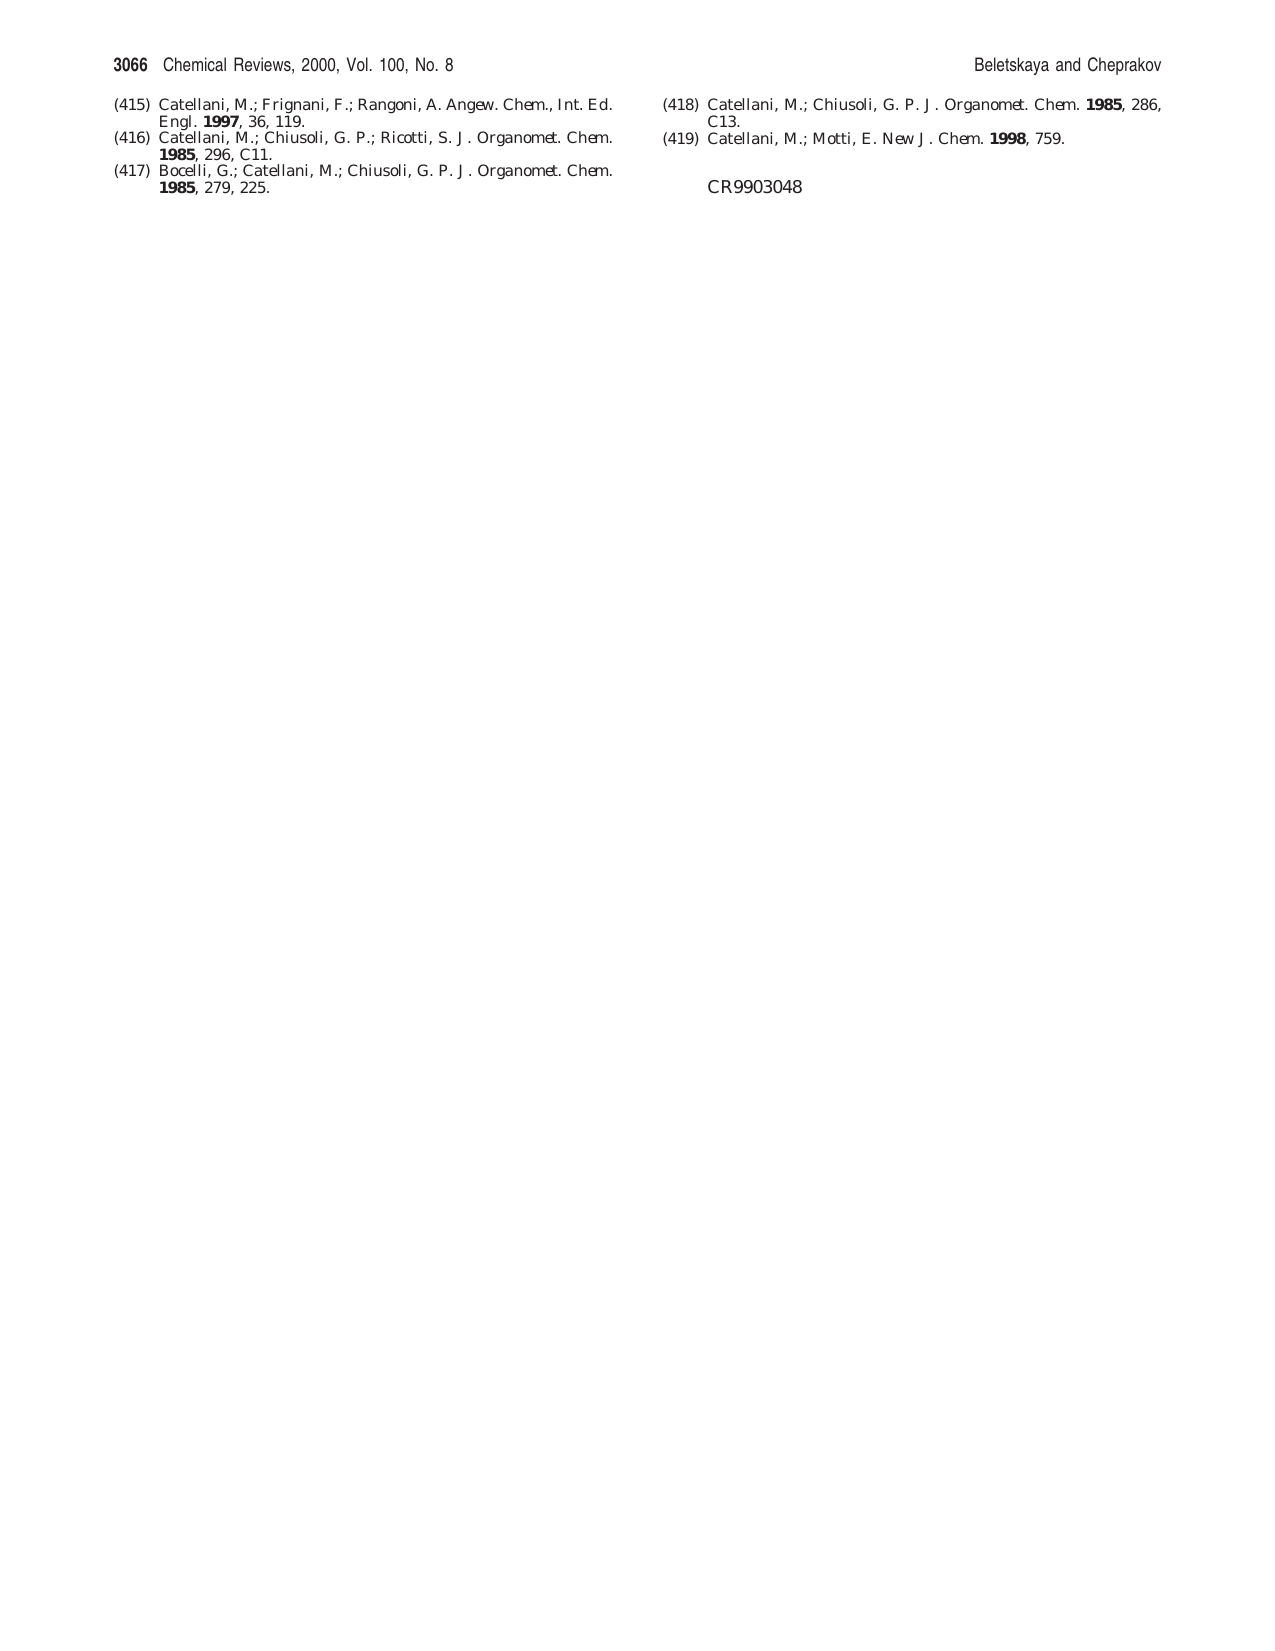 3066 Chemical Reviews, 2000, Vol. 100, No. 8 Beletskaya and Cheprakov
(415) Catellani, M.; Frignani, F.; Rangoni, A. Angew. Chem., Int. Ed.
Engl. 1997, 36, 119.
(416) Catellani, M.; Chiusoli, G. P.; Ricotti, S. J. Organomet. Chem.
1985, 296, C11.
(417) Bocelli, G.; Catellani, M.; Chiusoli, G. P. J. Organomet. Chem.
1985, 279, 225.
(418) Catellani, M.; Chiusoli, G. P. J. Organomet. Chem. 1985, 286,
C13.
(419) Catellani, M.; Motti, E. New J. Chem. 1998, 759.
CR9903048